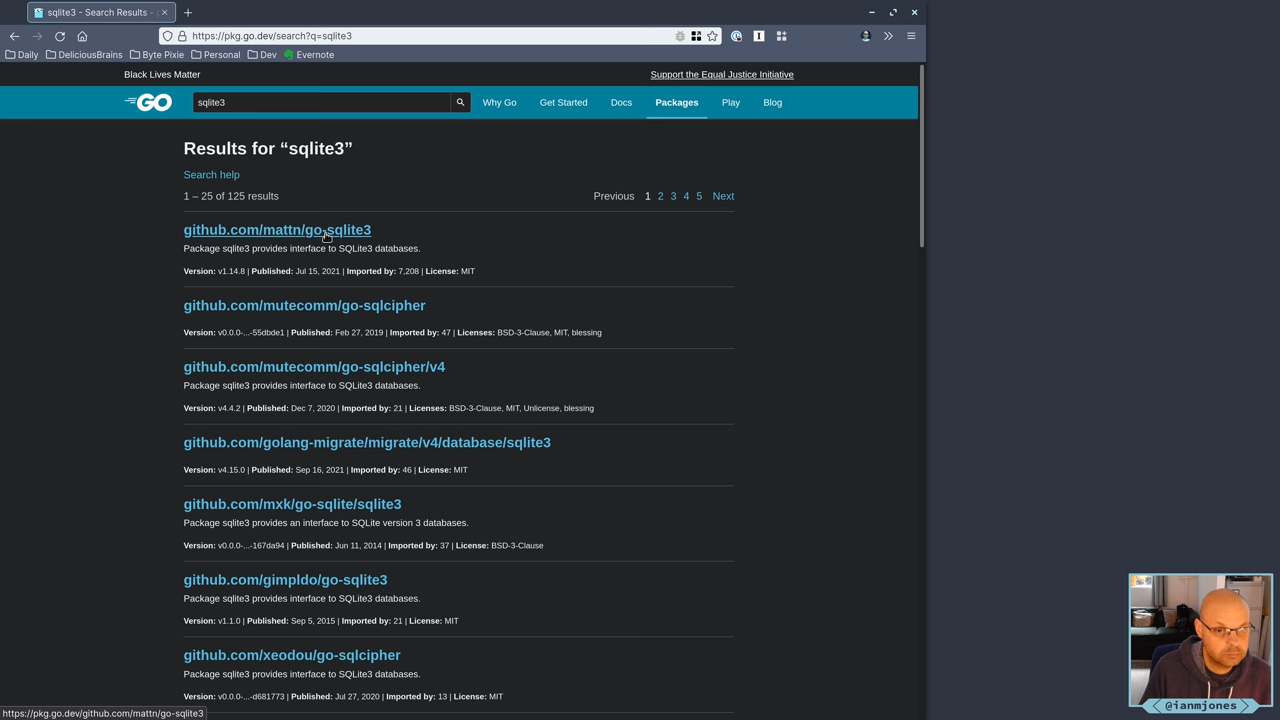 sqlite3 - Search Results -
https://pkg.go.dev/search?q=sqlite3
Daily DeliciousBrains Byte Pixie Personal Dev Evernote
Black Lives Matter Support the Equal Justice Initiative
GO sqlite3 Why Go Get Started Docs Packages Play Blog
Results for “sqlite3”
Search help
1 – 25 of 125 results Previous 1 2 3 4 5 Next
github.com/mattn/go-sqlite3
Package sqlite3 provides interface to SQLite3 databases.
Version: v1.14.8 | Published: Jul 15, 2021 | Imported by: 7,208 | License: MIT
github.com/mutecomm/go-sqlcipher
Version: v0.0.0-...-55dbde1 | Published: Feb 27, 2019 | Imported by: 47 | Licenses: BSD-3-Clause, MIT, blessing
github.com/mutecomm/go-sqlcipher/v4
Package sqlite3 provides interface to SQLite3 databases.
Version: v4.4.2 | Published: Dec 7, 2020 | Imported by: 21 | Licenses: BSD-3-Clause, MIT, Unlicense, blessing
github.com/golang-migrate/migrate/v4/database/sqlite3
Version: v4.15.0 | Published: Sep 16, 2021 | Imported by: 46 | License: MIT
github.com/mxk/go-sqlite/sqlite3
Package sqlite3 provides an interface to SQLite version 3 databases.
Version: v0.0.0-...-167da94 | Published: Jun 11, 2014 | Imported by: 37 | License: BSD-3-Clause
github.com/gimpldo/go-sqlite3
Package sqlite3 provides interface to SQLite3 databases.
Version: v1.1.0 | Published: Sep 5, 2015 | Imported by: 21 | License: MIT
github.com/xeodou/go-sqlcipher
Package sqlite3 provides interface to SQLite3 databases.
Version: v0.0.0-...-d681773 | Published: Jul 27, 2020 | Imported by: 13 | License: MIT
https://pkg.go.dev/github.com/mattn/go-sqlite3
< @ianmjones >